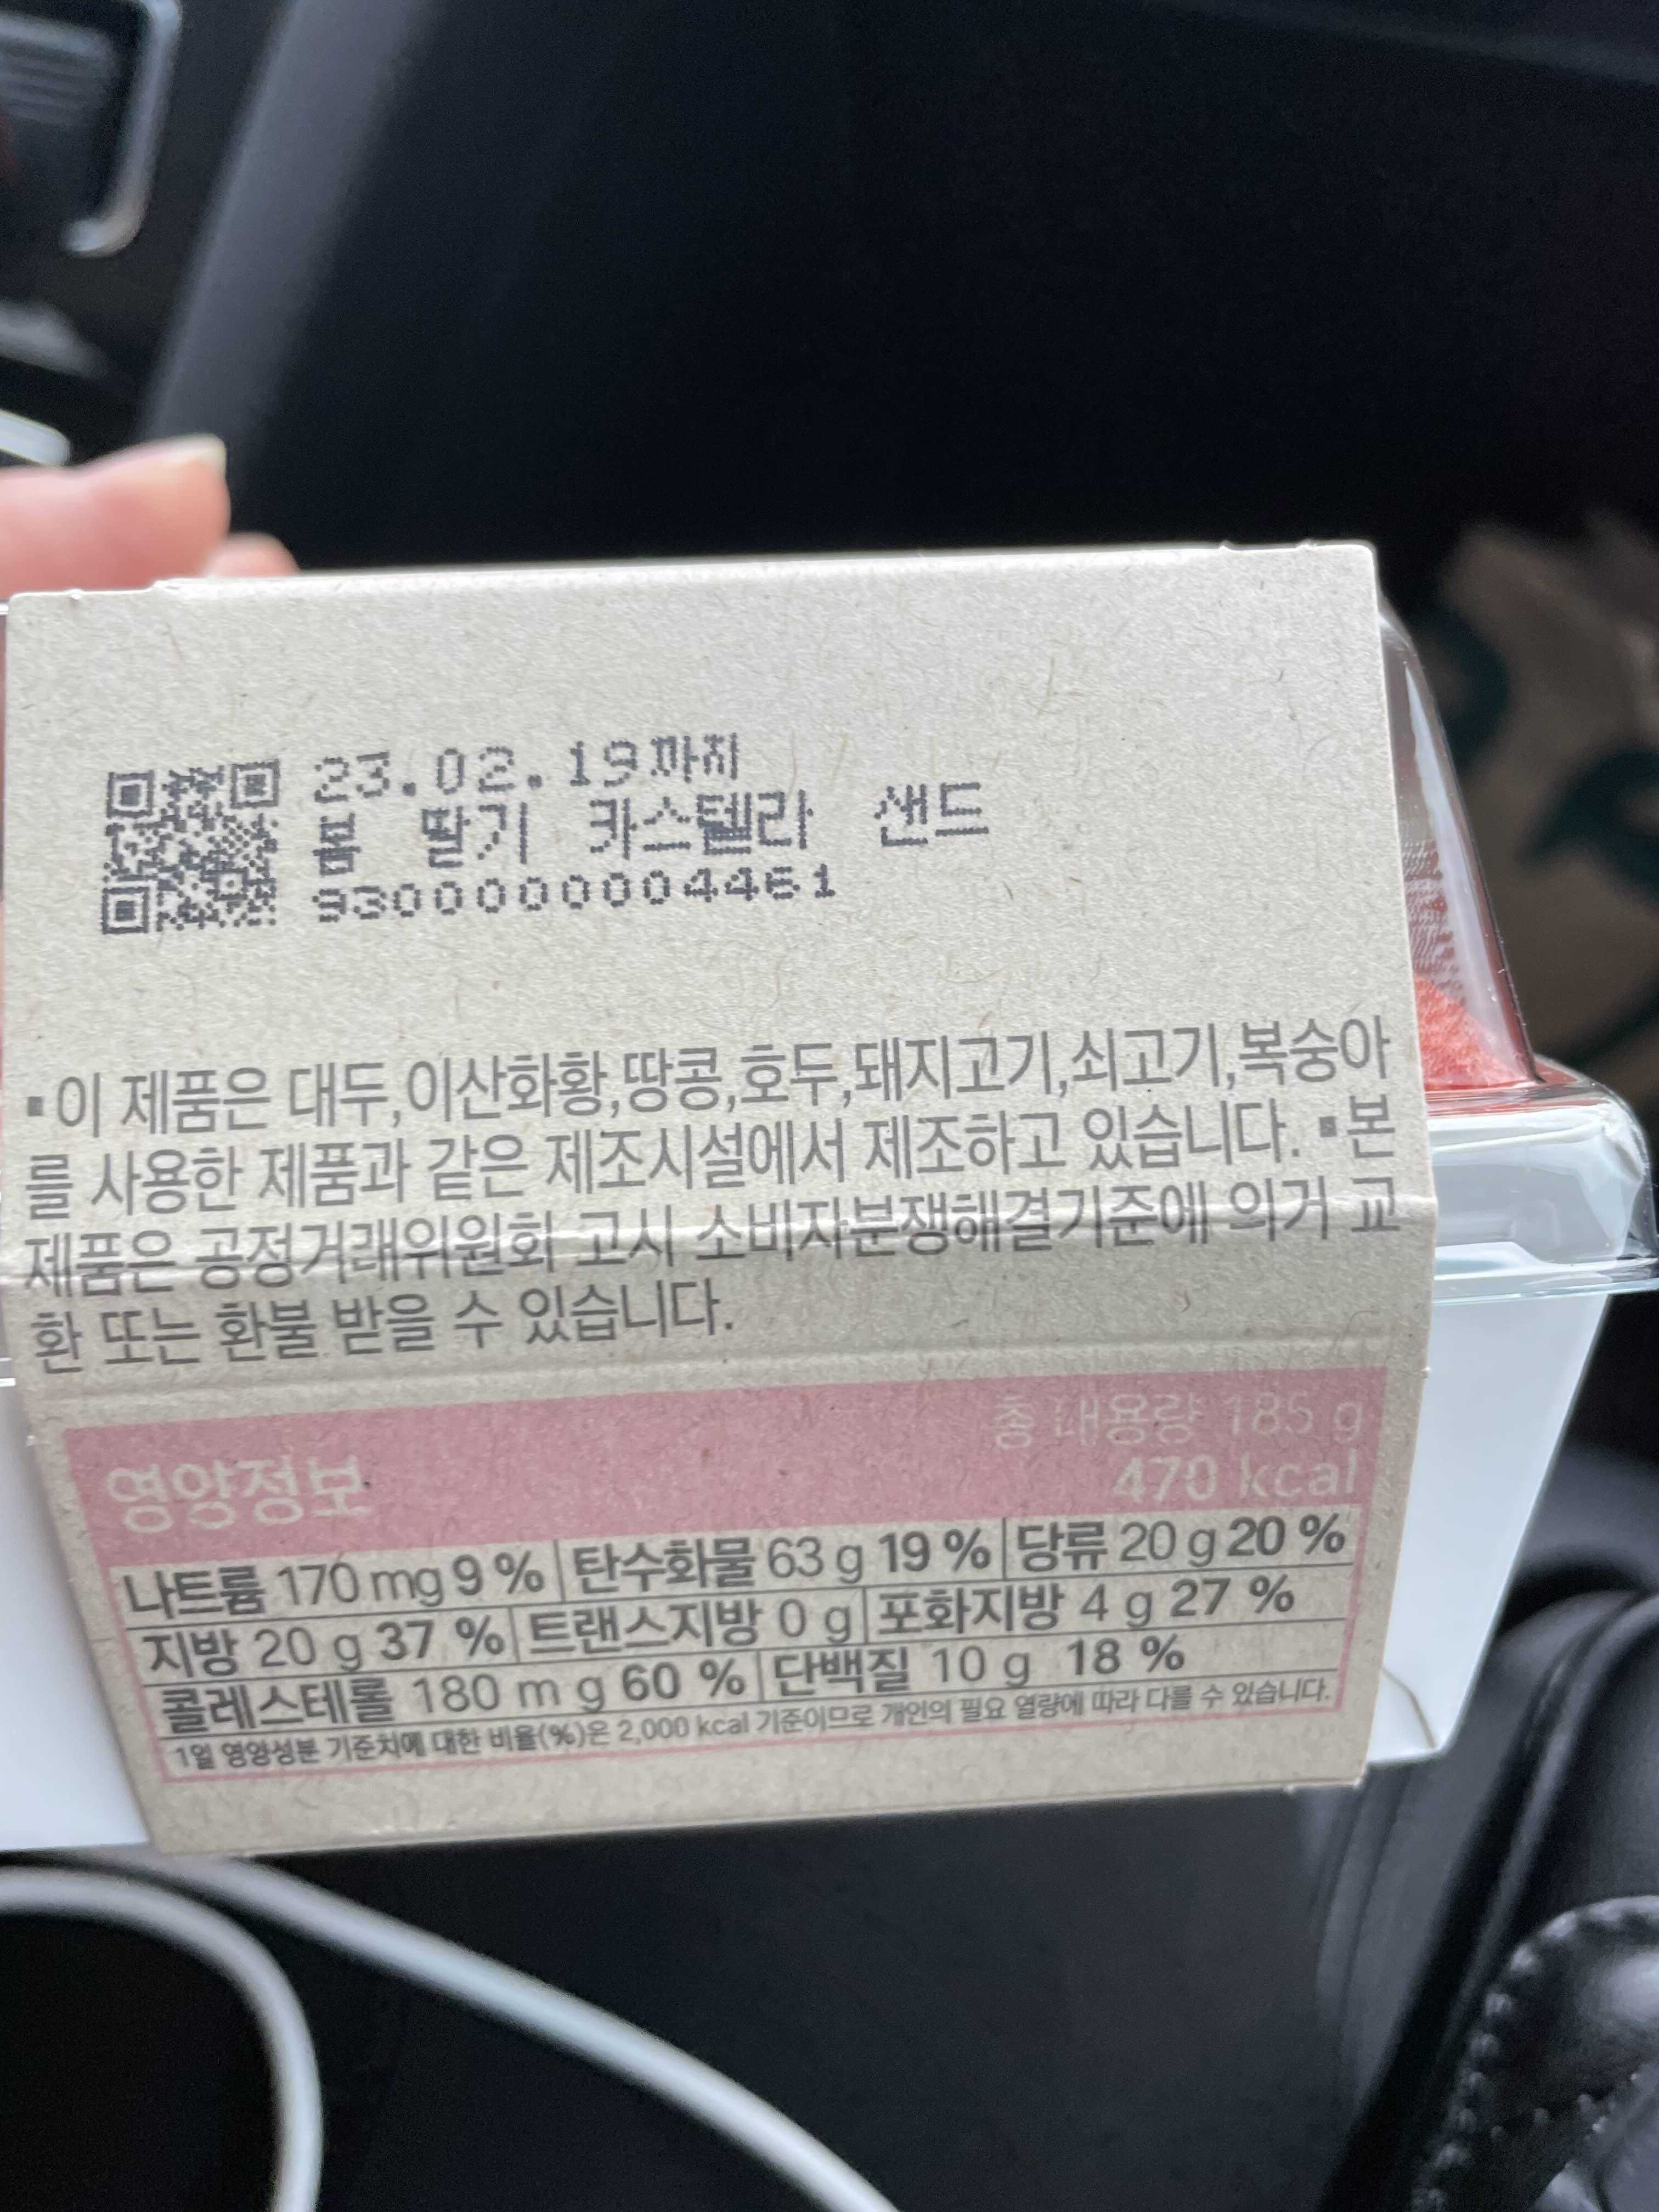 23.02.19까지
봄 딸기 카스텔라 샌드
9300000004461
▪이 제품은 대두,이산화황,땅콩,호두,돼지고기,쇠고기,복숭아
를 사용한 제품과 같은 제조시설에서 제조하고 있습니다. ▪본
제품은 공정거래위원회 고시 소비자분쟁해결기준에 의거 교
환 또는 환불 받을 수 있습니다.
총 내용량 185 g
영양정보 470 kcal
나트륨 170 mg 9 % 탄수화물 63 g 19 % 당류 20 g 20 %
지방 20 g 37 % 트랜스지방 0 g 포화지방 4 g 27 %
콜레스테롤 180 m g 60 % 단백질 10 g 18 %
1일 영양성분 기준치에 대한 비율(%)은 2,000 kcal 기준이므로 개인의 필요 열량에 따라 다를 수 있습니다.